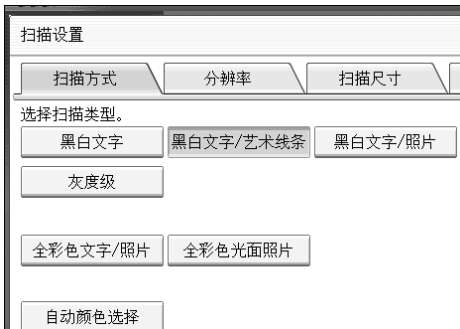 扫描设置
扫描方式 分辨率 扫描尺寸
选择扫描类型。
黑白文字 黑白文字/艺术线条 黑白文字/照片
灰度级
全彩色文字/照片 全彩色光面照片
自动颜色选择